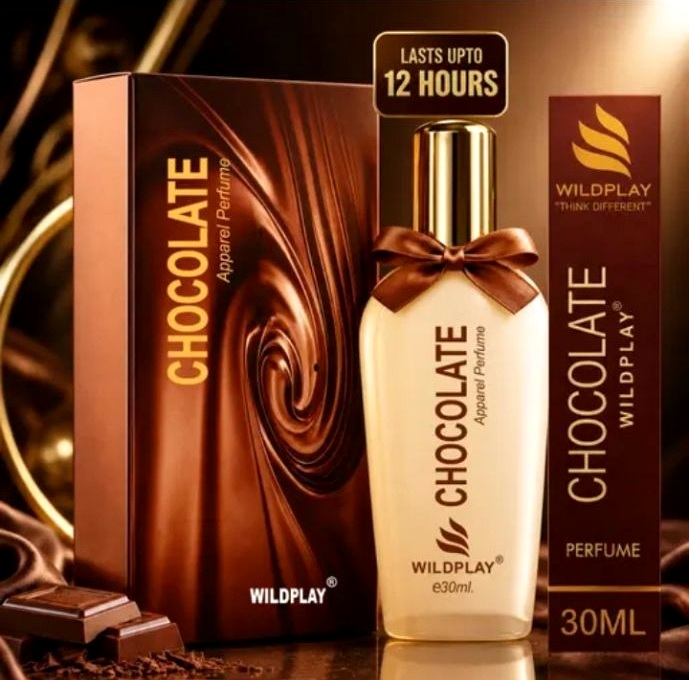 LASTS UPTO
12 HOURS
CHOCOLATE
Apparel Perfume
WILDPLAY®
CHOCOLATE
Apparel Perfume
WILDPLAY®
e30ml.
WILDPLAY
"THINK DIFFERENT"
CHOCOLATE
WILDPLAY®
PERFUME
30ML